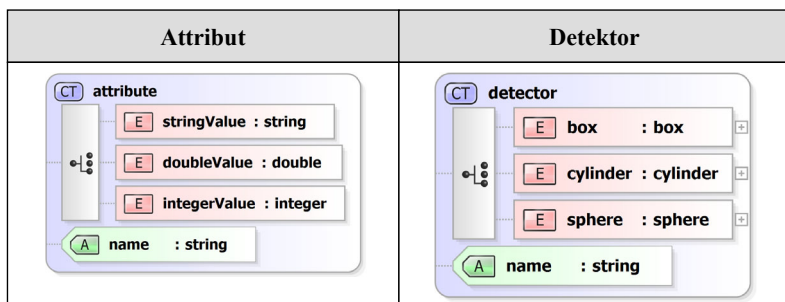 Attribut
Detektor
CT attribute
E stringValue : string
E doubleValue : double
E integerValue : integer
A name : string
CT detector
E box : box
E cylinder : cylinder
E sphere : sphere
A name : string